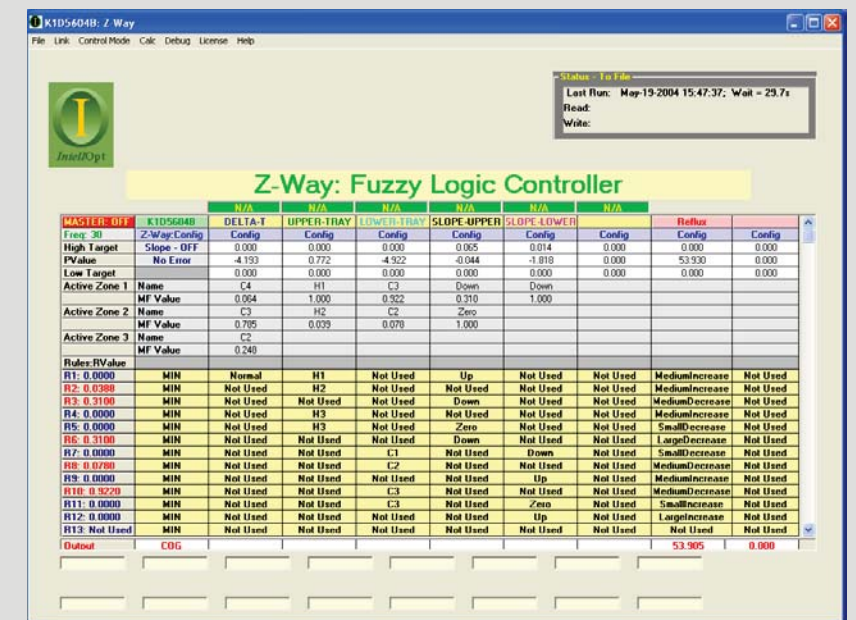 K1D5604B: Z Way
File Link Control Mode Calc Debug License Help
Status - To File
Last Run: May-19-2004 15:47:37; Wait = 29.7s
Read:
Write:
IntellOpt
Z-Way: Fuzzy Logic Controller
N/A N/A N/A N/A N/A N/A
MASTER: OFF K1D5604B DELTA-T UPPER-TRAY LOWER-TRAY SLOPE-UPPER SLOPE-LOWER Reflux
Freq: 30 Z-Way:Config Config Config Config Config Config Config Config Config
High Target Slope - OFF 0.000 0.000 0.000 0.065 0.014 0.000 0.000 0.000
PValue No Error -4.193 0.772 -4.922 -0.044 -1.818 0.000 53.930 0.000
Low Target 0.000 0.000 0.000 0.000 0.000 0.000 0.000 0.000
Active Zone 1 Name C4 H1 C3 Down Down
MF Value 0.064 1.000 0.922 0.310 1.000
Active Zone 2 Name C3 H2 C2 Zero
MF Value 0.785 0.039 0.078 1.000
Active Zone 3 Name C2
MF Value 0.248
Rules:RValue
R1: 0.0000 MIN Normal H1 Not Used Up Not Used Not Used MediumIncrease Not Used
R2: 0.0388 MIN Not Used H2 Not Used Not Used Not Used Not Used MediumIncrease Not Used
R3: 0.3100 MIN Not Used Not Used Not Used Down Not Used Not Used MediumDecrease Not Used
R4: 0.0000 MIN Not Used H3 Not Used Not Used Not Used Not Used MediumIncrease Not Used
R5: 0.0000 MIN Not Used H3 Not Used Zero Not Used Not Used SmallDecrease Not Used
R6: 0.3100 MIN Not Used Not Used Not Used Down Not Used Not Used LargeDecrease Not Used
R7: 0.0000 MIN Not Used Not Used C1 Not Used Down Not Used SmallDecrease Not Used
R8: 0.0780 MIN Not Used Not Used C2 Not Used Not Used Not Used MediumDecrease Not Used
R9: 0.0000 MIN Not Used Not Used Not Used Not Used Up Not Used MediumIncrease Not Used
R10: 0.9220 MIN Not Used Not Used C3 Not Used Not Used Not Used MediumDecrease Not Used
R11: 0.0000 MIN Not Used Not Used C3 Not Used Zero Not Used SmallIncrease Not Used
R12: 0.0000 MIN Not Used Not Used Not Used Not Used Up Not Used LargeIncrease Not Used
R13: Not Used MIN Not Used Not Used Not Used Not Used Not Used Not Used Not Used Not Used
Output COG 53.905 0.000